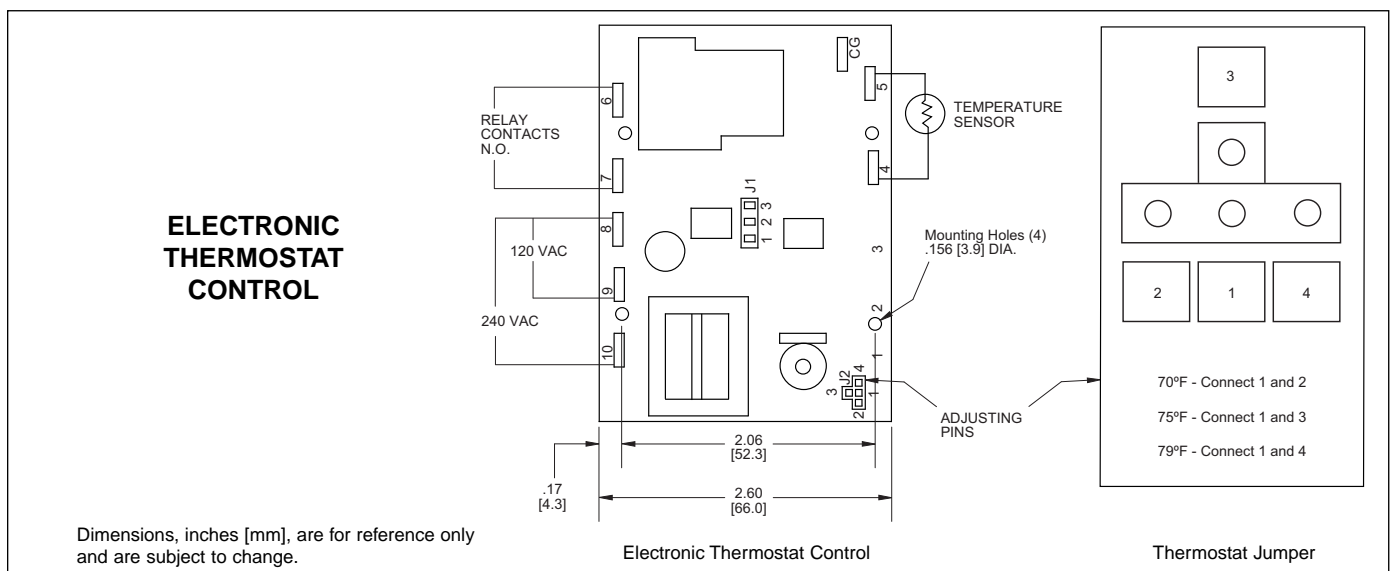 ELECTRONIC
THERMOSTAT
CONTROL
Dimensions, inches [mm], are for reference only
and are subject to change.
RELAY
CONTACTS
N.O.
120 VAC
240 VAC
6
7
8
9
10
CG
5
4
3
2
1
J1
3
2
1
J2
4
3
1
2
TEMPERATURE
SENSOR
Mounting Holes (4)
.156 [3.9] DIA.
ADJUSTING
PINS
2.06
[52.3]
.17
[4.3]
2.60
[66.0]
Electronic Thermostat Control
3
2
1
4
70ºF - Connect 1 and 2
75ºF - Connect 1 and 3
79ºF - Connect 1 and 4
Thermostat Jumper